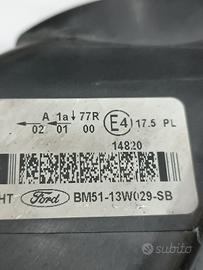 A 1a 77R
02 01 00
E4 17.5 PL
14820
HT Ford BM51-13W029-SB
subito